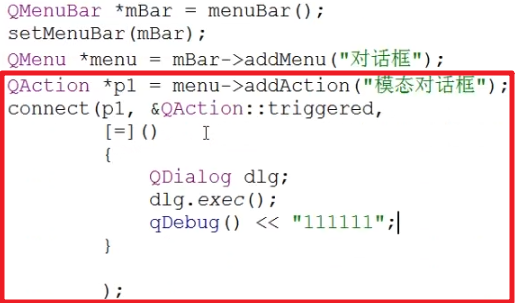 QMenuBar *mBar = menuBar();
setMenuBar(mBar);
QMenu *menu = mBar->addMenu("对话框");
QAction *p1 = menu->addAction("模态对话框");
connect(p1, &QAction::triggered,
[=]()
{
QDialog dlg;
dlg.exec();
qDebug() << "111111";
}
);